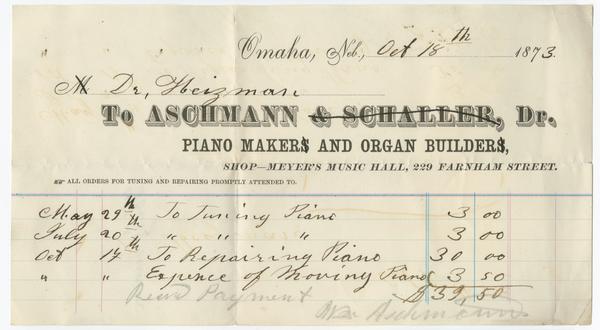 Omaha, Neb., Oct 18th 1873.
M Dr, Heizman
To ASCHMANN & SCHALLER, Dr.
PIANO MAKERS AND ORGAN BUILDERS,
SHOP—MEYER'S MUSIC HALL, 229 FARNHAM STREET.
ALL ORDERS FOR TUNING AND REPAIRING PROMPTLY ATTENDED TO.
May 29th To Tuning Piano 3 00
July 20th " " " 3 00
Oct 14th To Repairing Piano 30 00
" " Expence of Moving Piano 3 50
$ 39 50
Recd Payment
Wm Aschmann